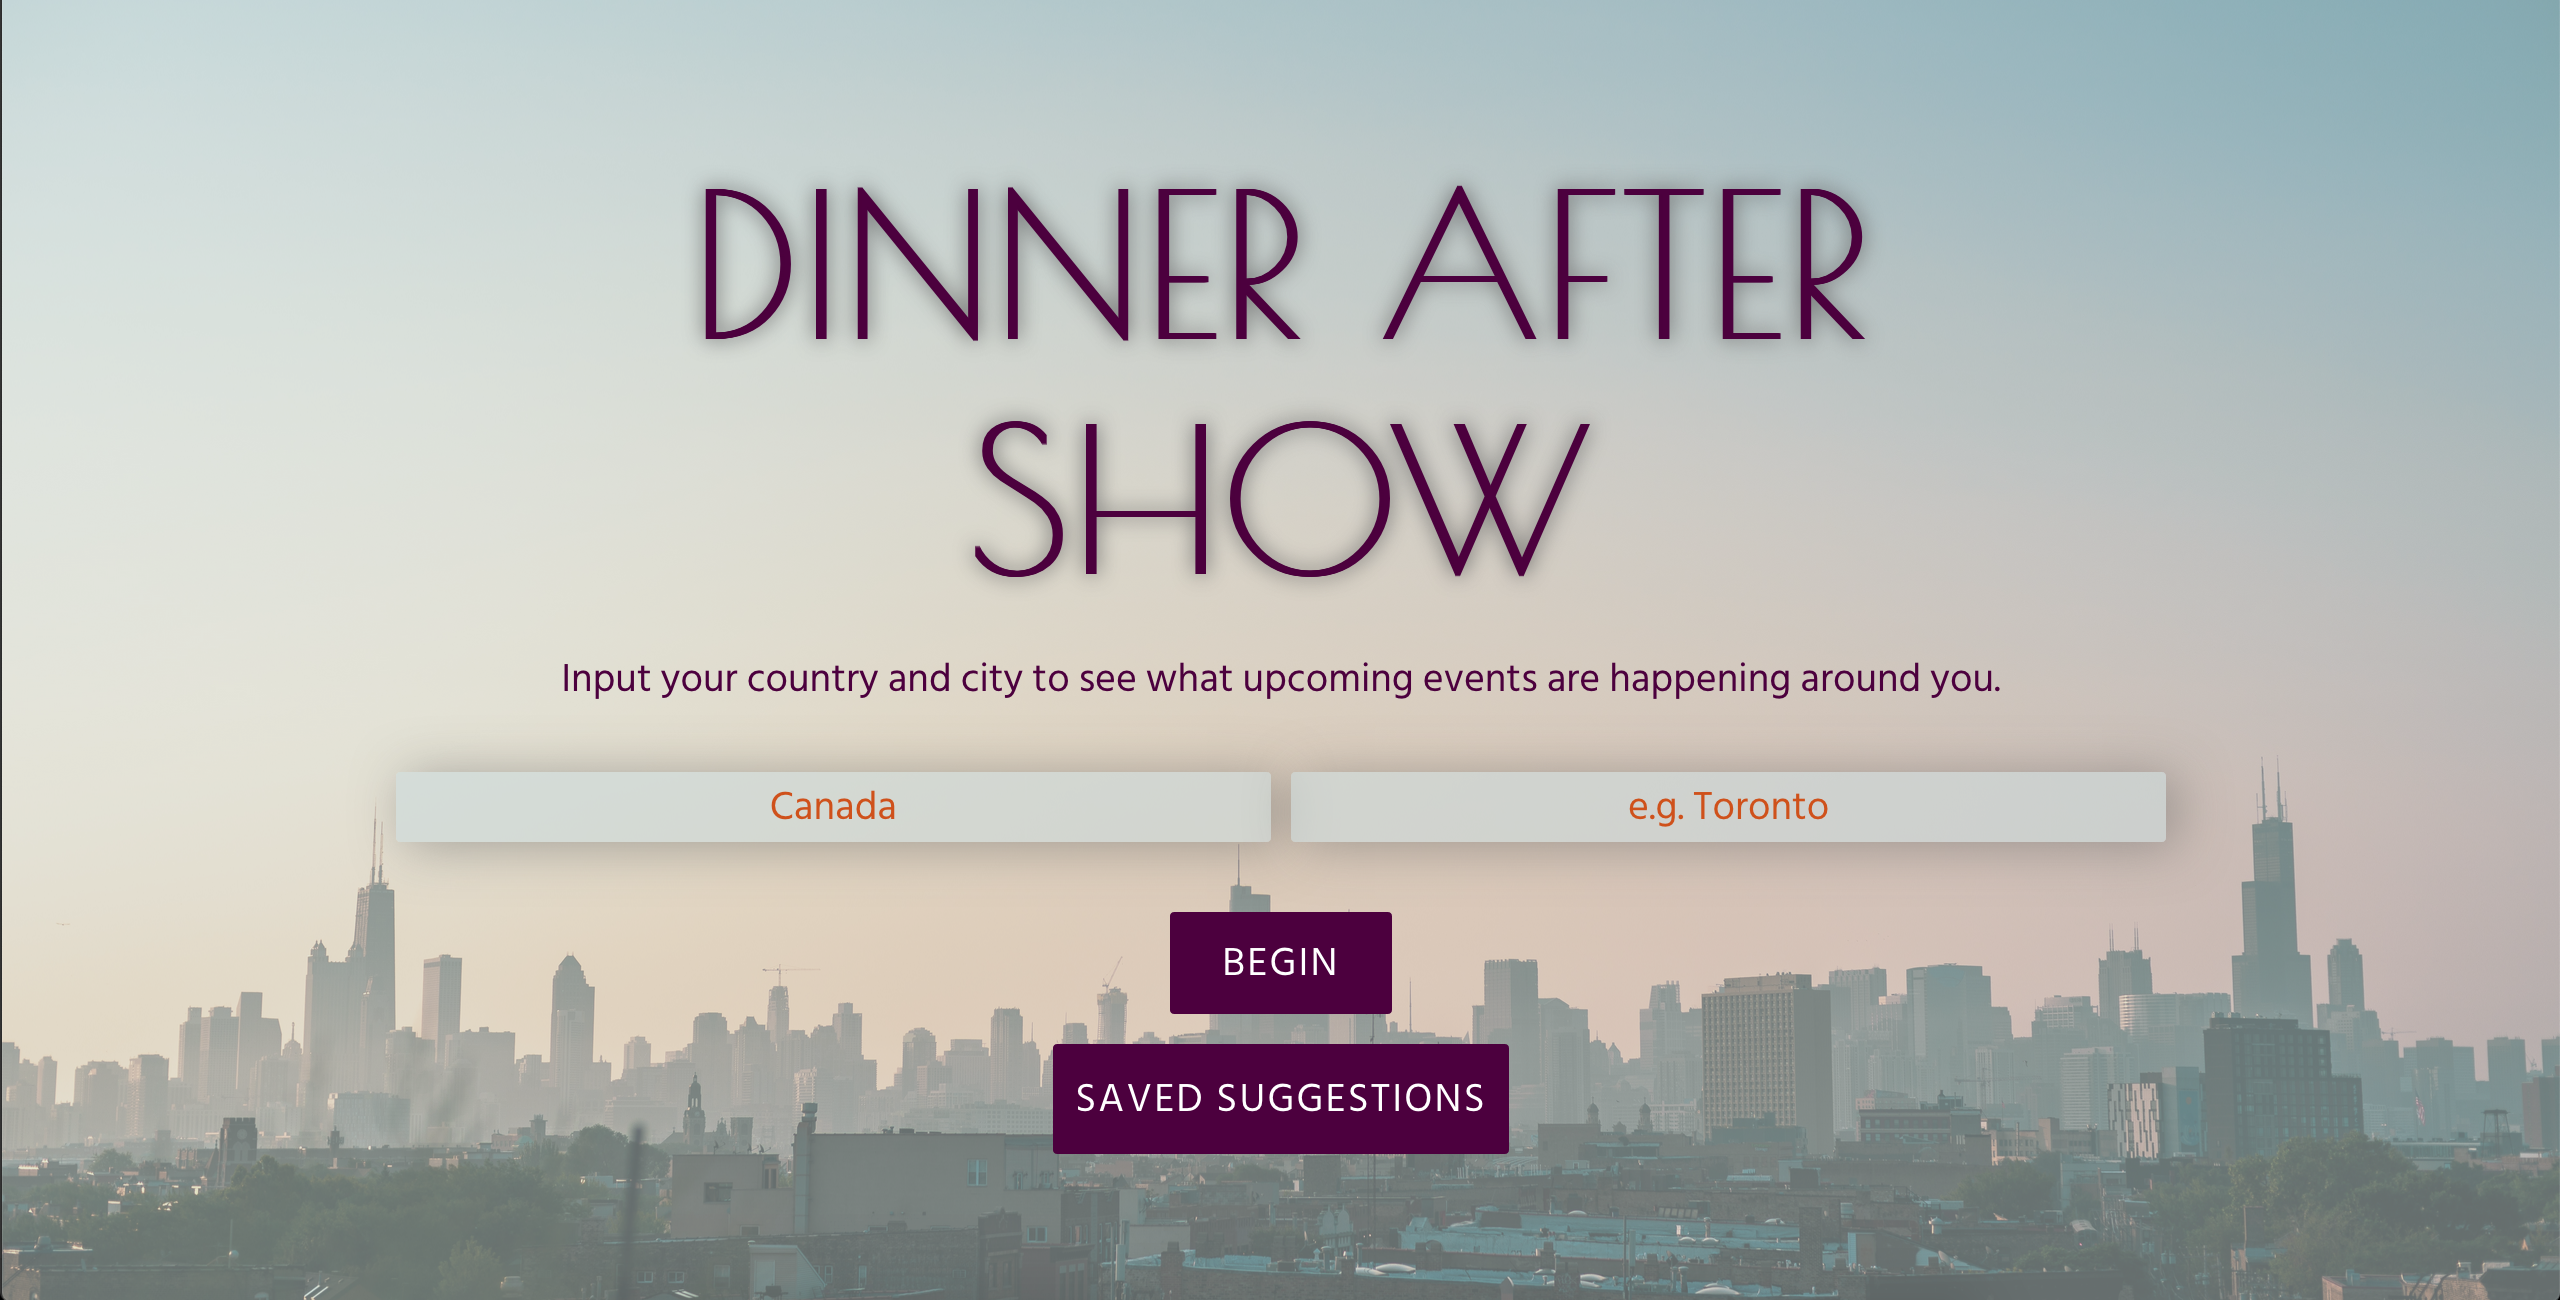 DINNER AFTER
SHOW
Input your country and city to see what upcoming events are happening around you.
Canada
e.g. Toronto
BEGIN
SAVED SUGGESTIONS